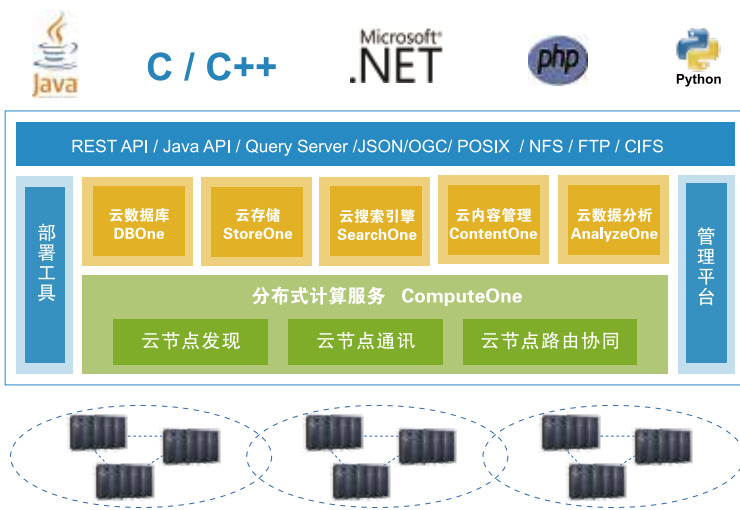 Java
C / C++
Microsoft®
.NET
php
Python
REST API / Java API / Query Server /JSON/OGC/ POSIX / NFS / FTP / CIFS
部署工具
云数据库
DBOne
云存储
StoreOne
云搜索引擎
SearchOne
云内容管理
ContentOne
云数据分析
AnalyzeOne
管理平台
分布式计算服务 ComputeOne
云节点发现
云节点通讯
云节点路由协同